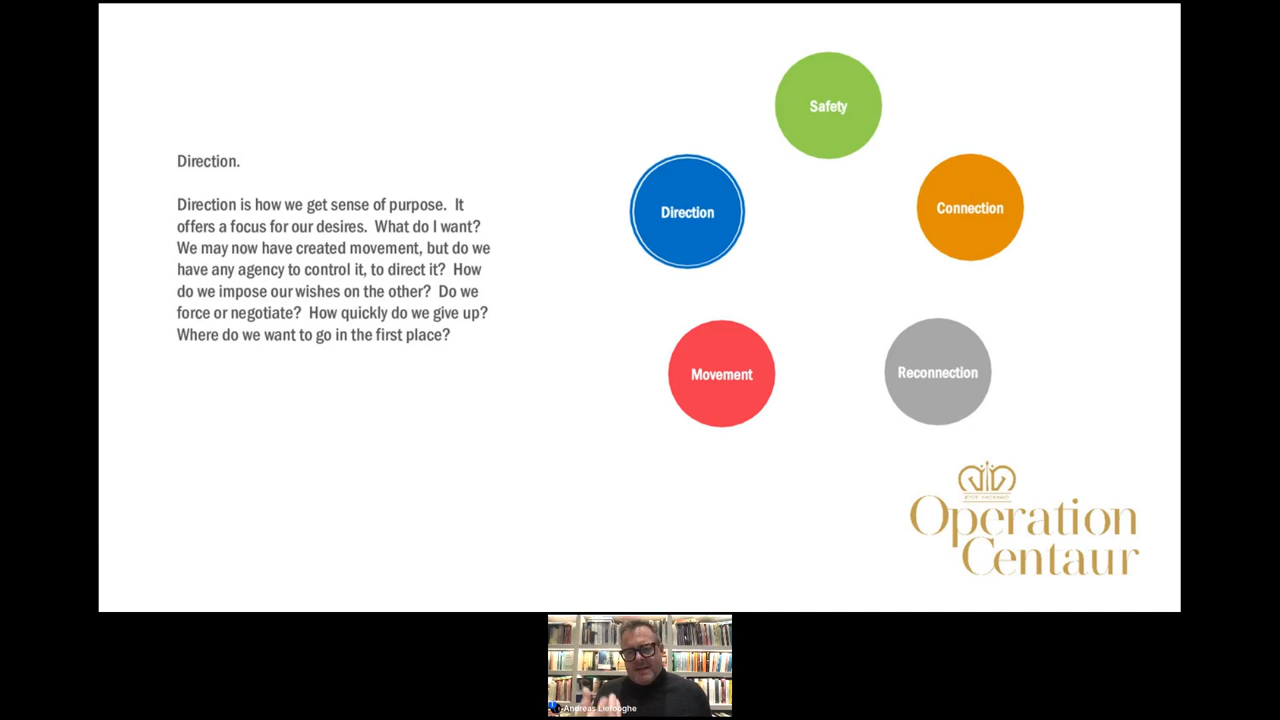 Direction.
Direction is how we get sense of purpose. It
offers a focus for our desires. What do I want?
We may now have created movement, but do we
have any agency to control it, to direct it? How
do we impose our wishes on the other? Do we
force or negotiate? How quickly do we give up?
Where do we want to go in the first place?
Safety
Direction
Connection
Movement
Reconnection
Operation
Centaur
Andreas Liefooghe